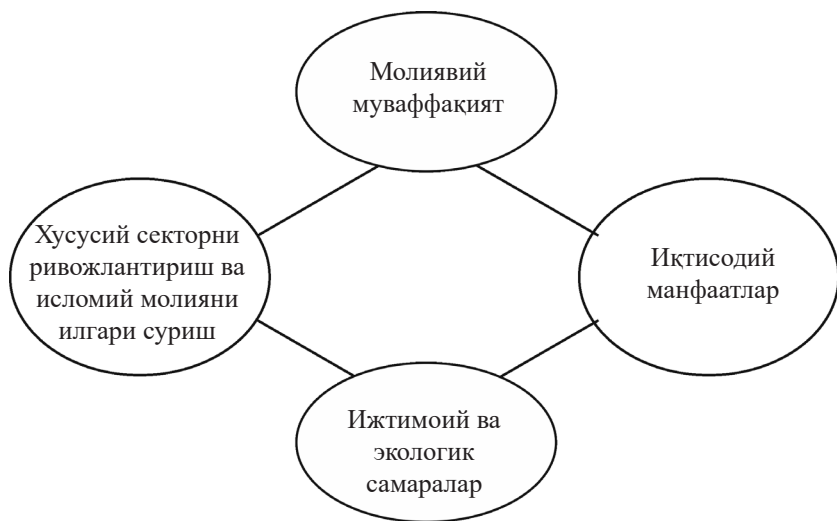 Молиявий
муваффақият
Хусусий секторни
ривожлантириш ва
исломий молияни
илгари суриш
Иқтисодий
манфаатлар
Ижтимоий ва
экологик
самаралар